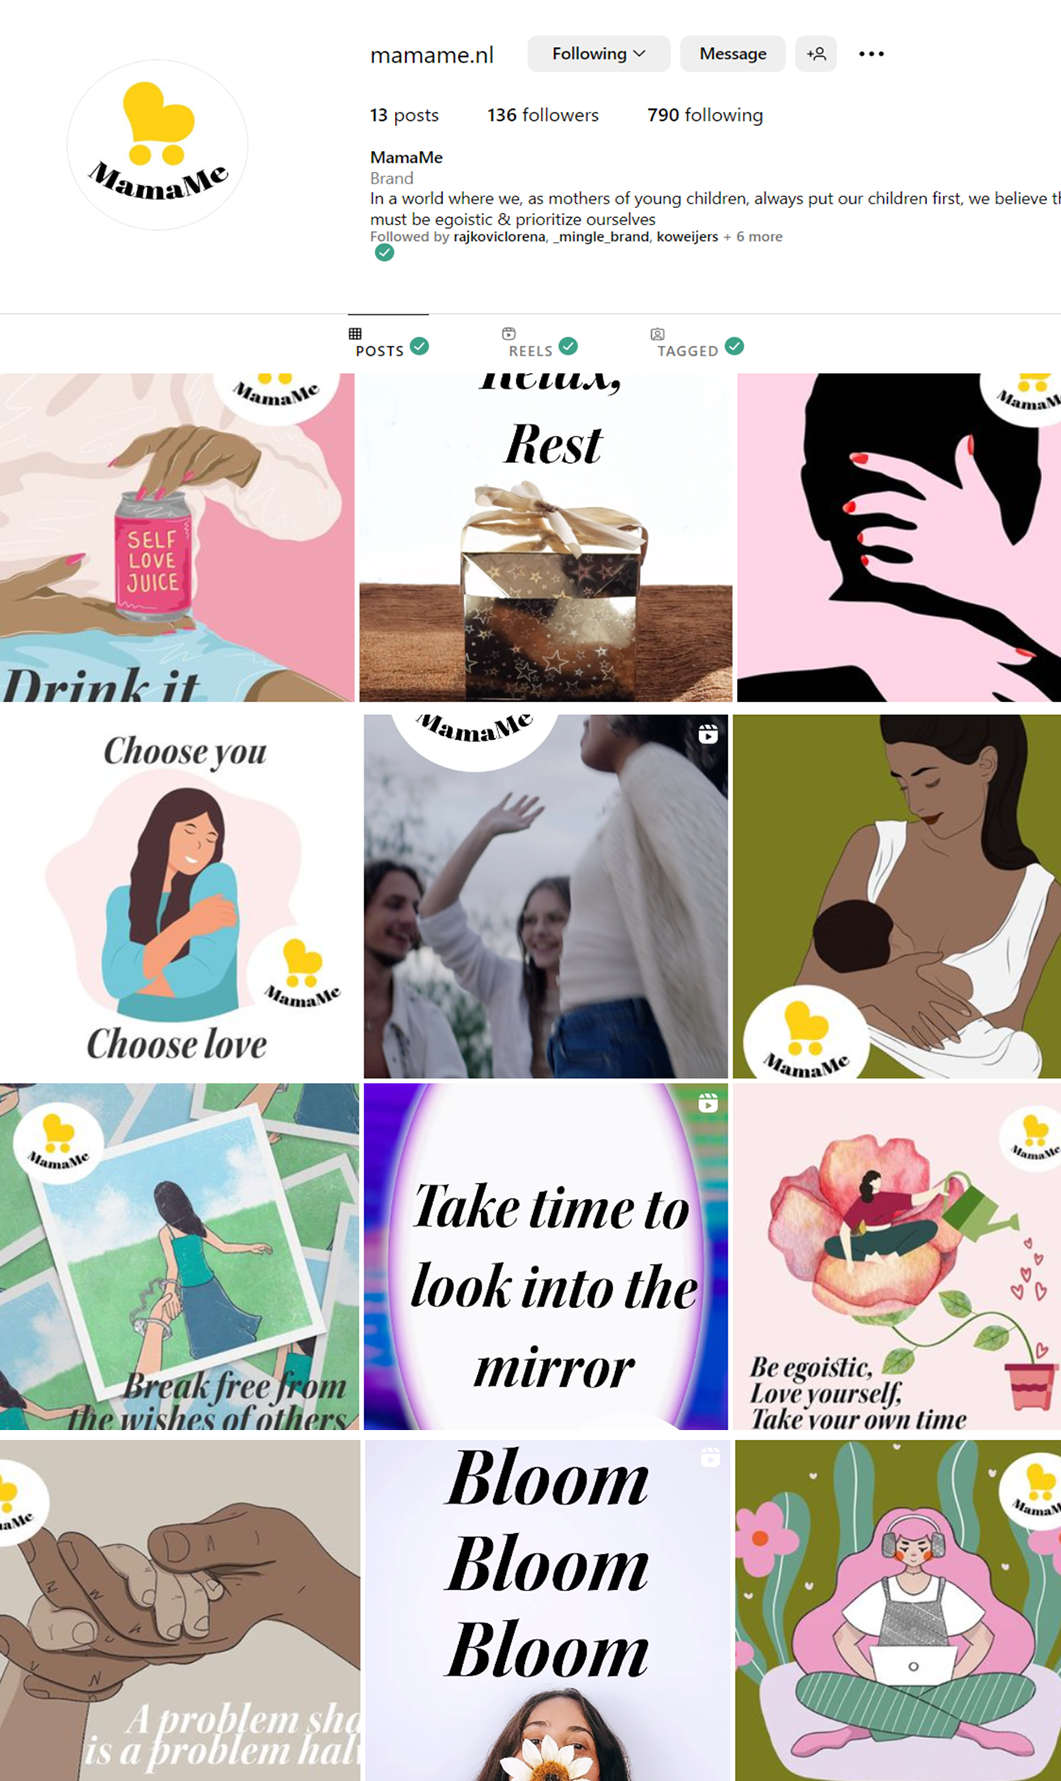 mamame.nl
Following
Message
13 posts
136 followers
790 following
MamaMe
MamaMe
Brand
In a world where we, as mothers of young children, always put our children first, we believe
must be egoistic & prioritize ourselves
Followed by rajkoviclorena, _mingle_brand, koweijers + 6 more
POSTS
REELS
TAGGED
MamaMe
SELF
LOVE
JUICE
Drink it
Relax,
Rest
MamaMe
Choose you
MamaMe
Choose love
MamaMe
MamaMe
MamaMe
Break free from
the wishes of others
Take time to
look into the
mirror
MamaMe
Be egoistic,
Love yourself,
Take your own time
aMe
A problem sha
is a problem hal
Bloom
Bloom
Bloom
MamaMe